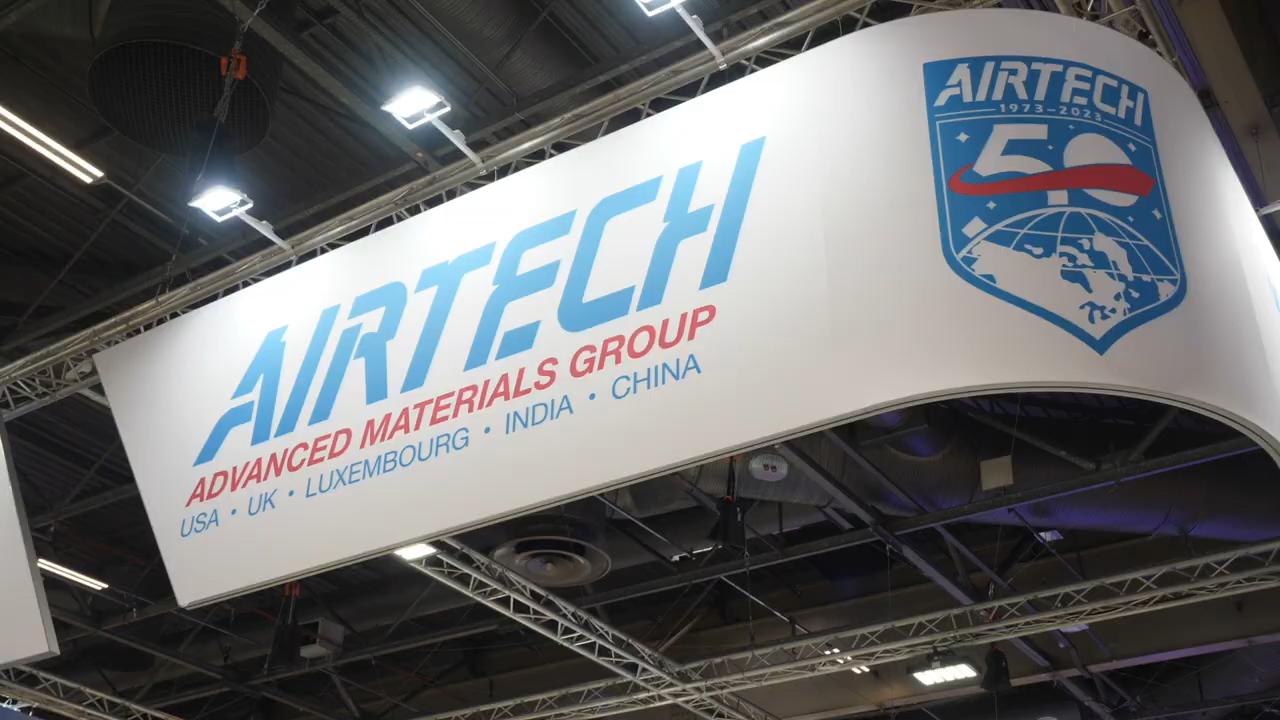 AIRTECH
ADVANCED MATERIALS GROUP
USA • UK • LUXEMBOURG • INDIA • CHINA
AIRTECH
1973-2023
50